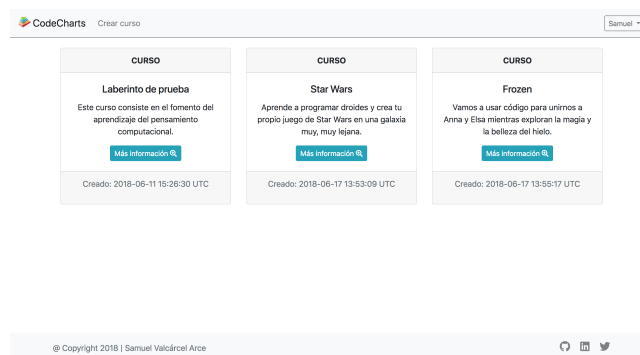 CodeCharts Crear curso Samuel
CURSO
Laberinto de prueba
Este curso consiste en el fomento del
aprendizaje del pensamiento
computacional.
Más información
Creado: 2018-06-11 15:26:30 UTC
CURSO
Star Wars
Aprende a programar droides y crea tu
propio juego de Star Wars en una galaxia
muy, muy lejana.
Más información
Creado: 2018-06-17 13:53:09 UTC
CURSO
Frozen
Vamos a usar código para unirnos a
Anna y Elsa mientras exploran la magia y
la belleza del hielo.
Más información
Creado: 2018-06-17 13:55:17 UTC
@ Copyright 2018 | Samuel Valcárcel Arce